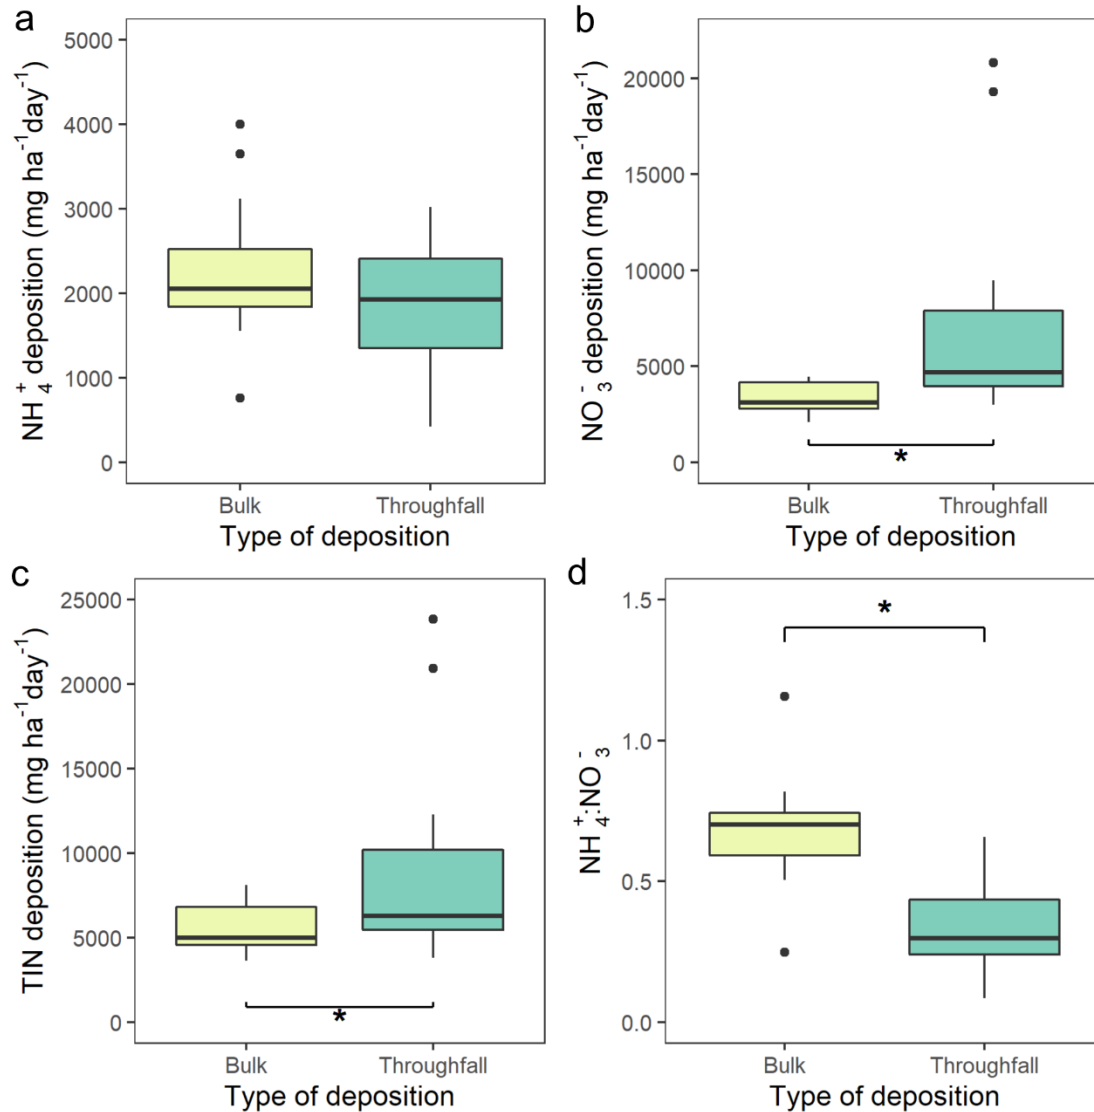 a
NH₄⁺ deposition (mg ha⁻¹day⁻¹)
5000
4000
3000
2000
1000
0
Bulk Throughfall
Type of deposition
b
NO₃⁻ deposition (mg ha⁻¹day⁻¹)
20000
15000
10000
5000
0
*
Bulk Throughfall
Type of deposition
c
TIN deposition (mg ha⁻¹day⁻¹)
25000
20000
15000
10000
5000
0
*
Bulk Throughfall
Type of deposition
d
NH₄⁺:NO₃⁻
1.5
1.0
0.5
0.0
*
Bulk Throughfall
Type of deposition